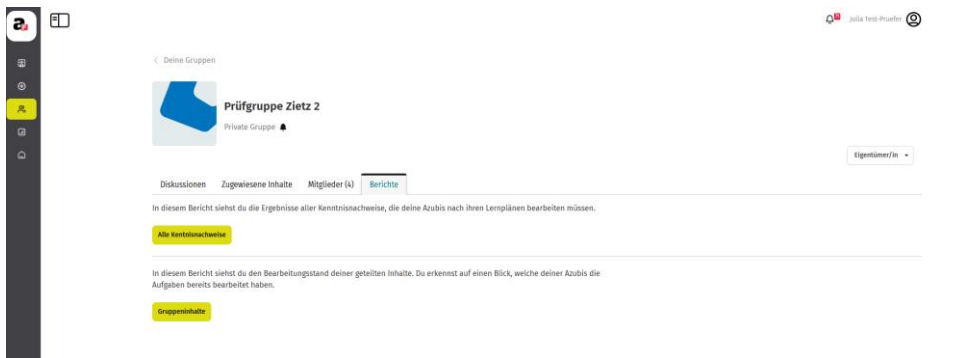 a.
Julia Test-Pruefer
Deine Gruppen
Prüfgruppe Zietz 2
Private Gruppe
Eigentümer/in
Diskussionen Zugewiesene Inhalte Mitglieder (4) Berichte
In diesem Bericht siehst du die Ergebnisse aller Kenntnisnachweise, die deine Azubis nach ihren Lernplänen bearbeiten müssen.
Alle Kentnisnachweise
In diesem Bericht siehst du den Bearbeitungsstand deiner geteilten Inhalte. Du erkennst auf einen Blick, welche deiner Azubis die
Aufgaben bereits bearbeitet haben.
Gruppeninhalte